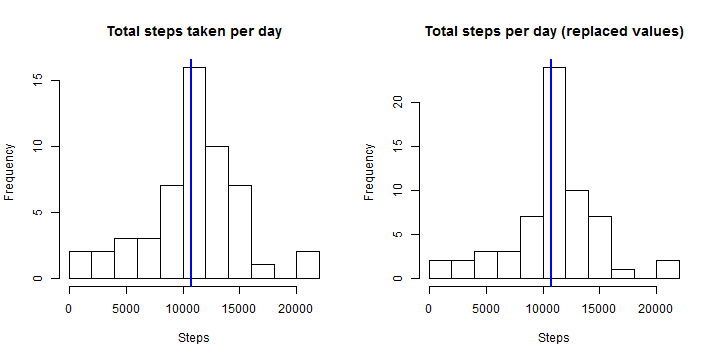 Total steps taken per day
Frequency
15
10
5
0
0 5000 10000 15000 20000
Steps
Total steps per day (replaced values)
Frequency
20
15
10
5
0
0 5000 10000 15000 20000
Steps